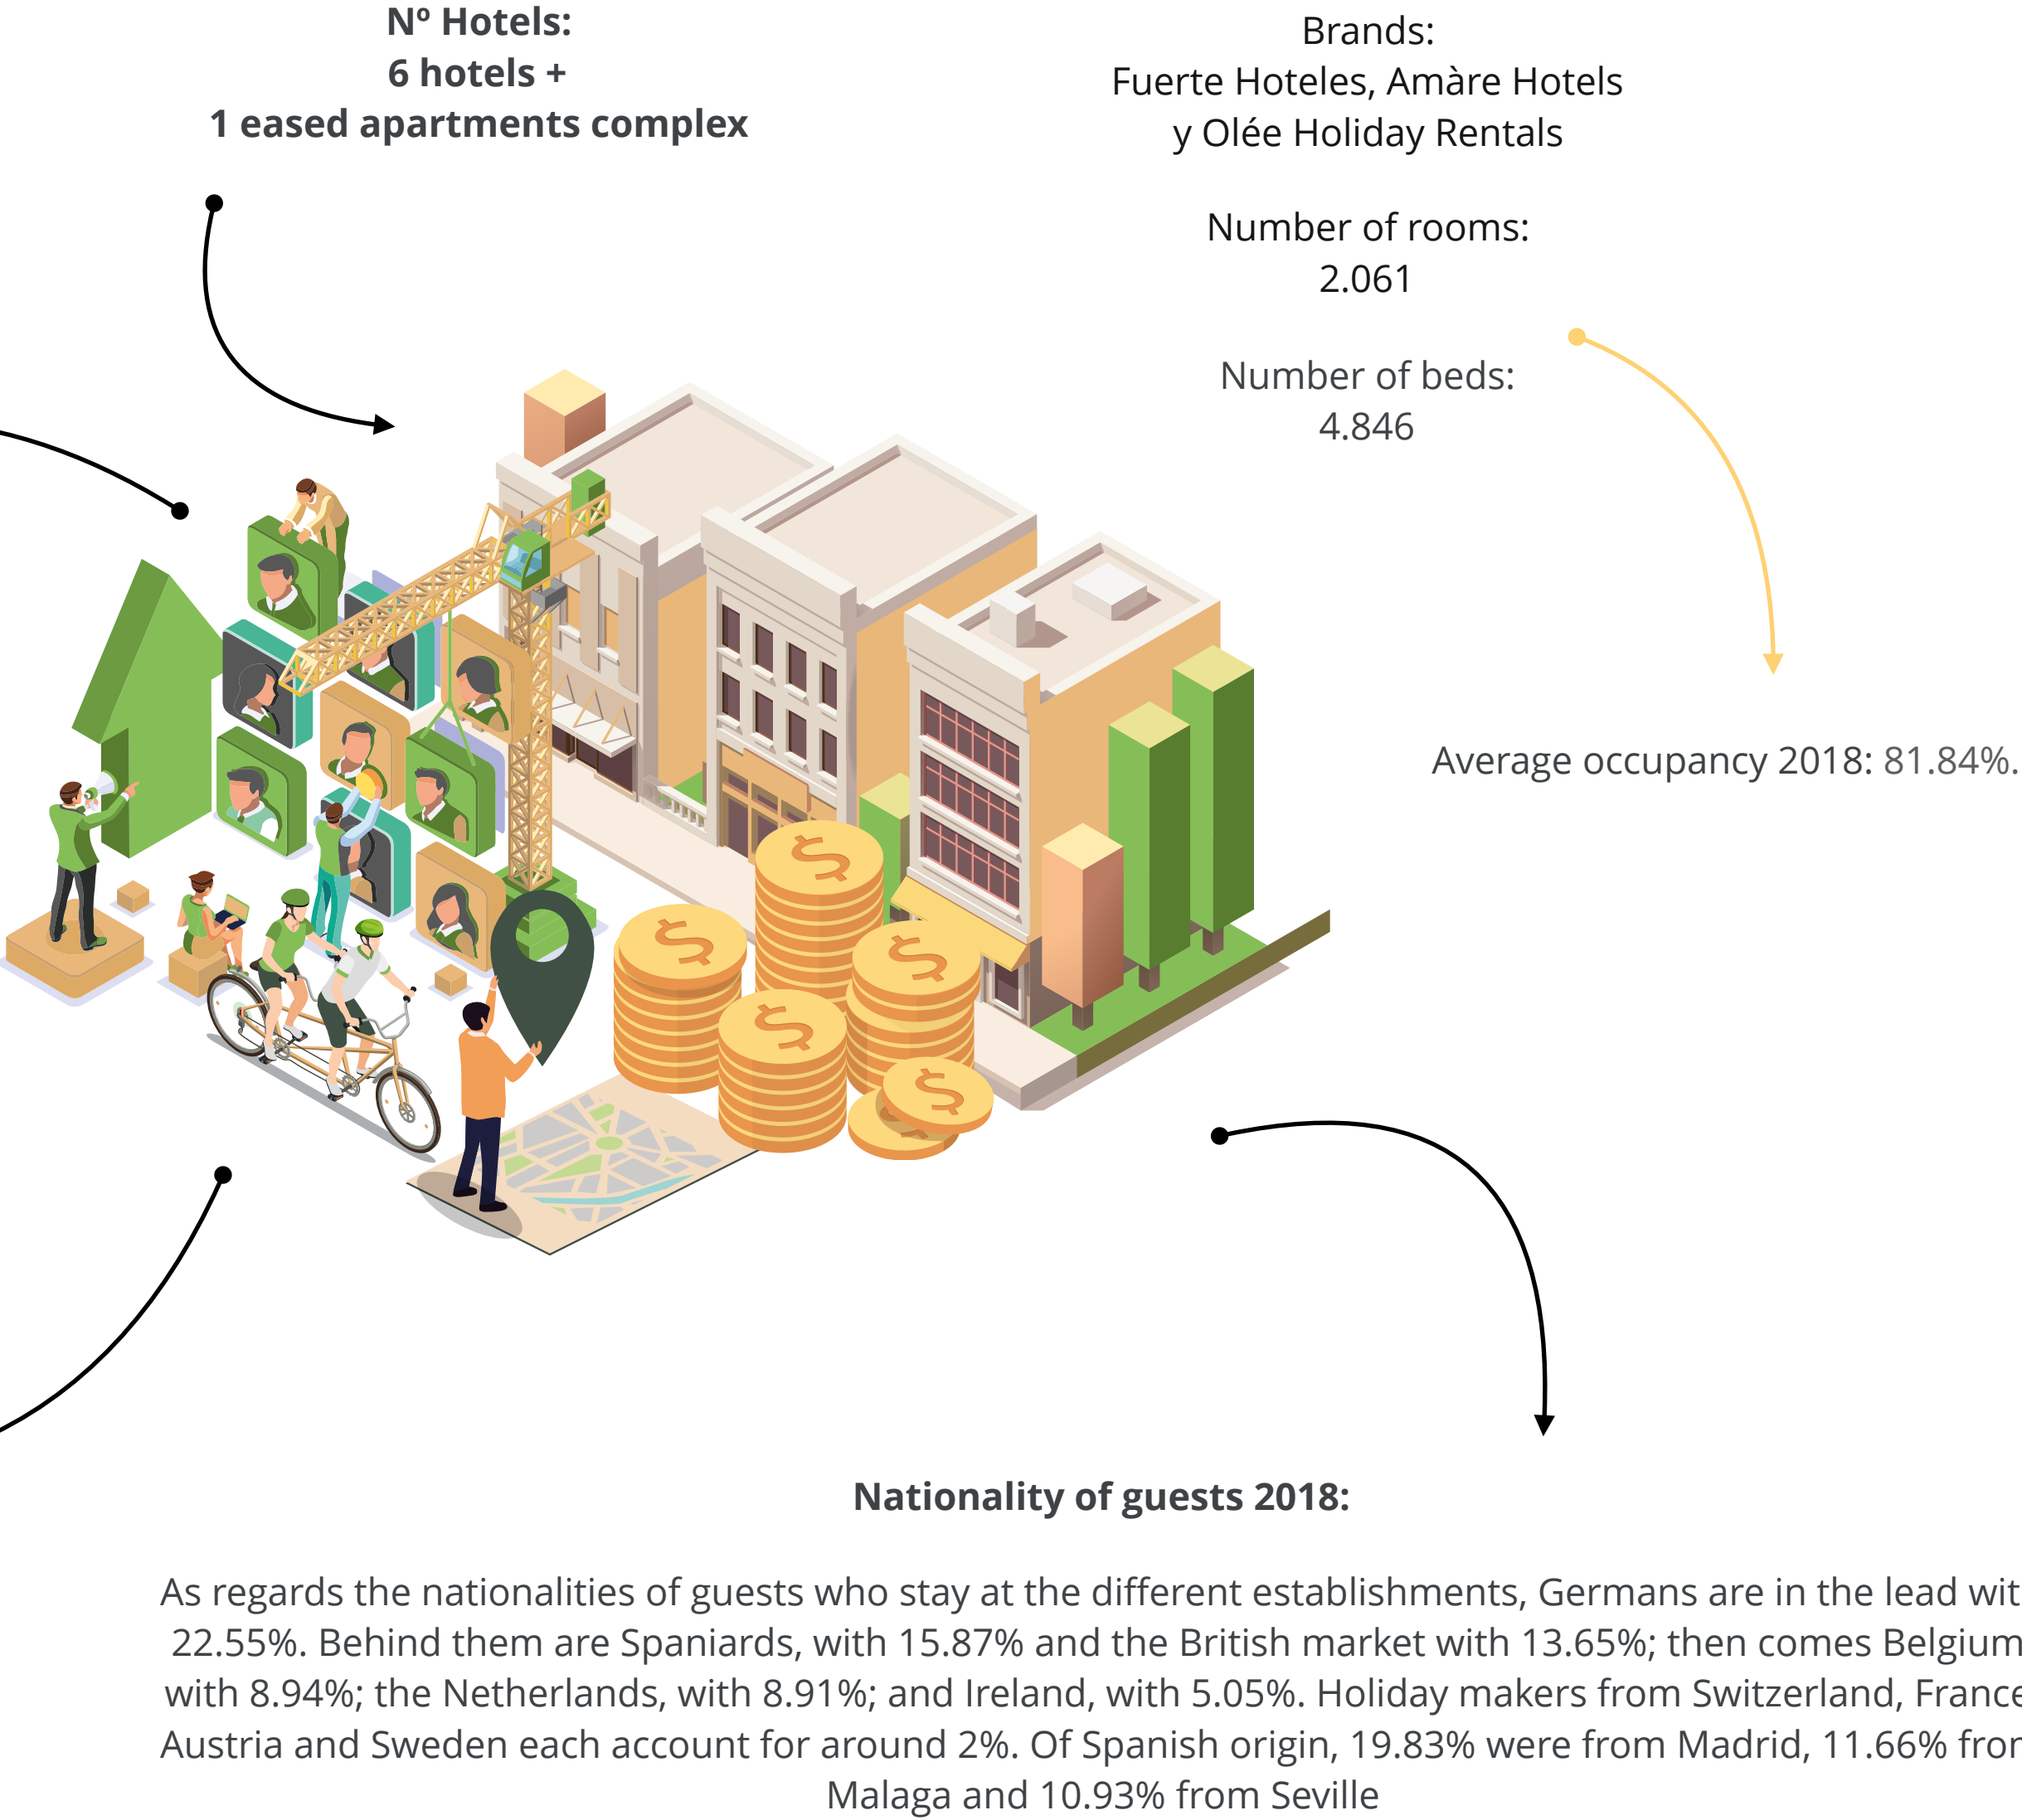 Nº Hotels:
6 hotels +
1 eased apartments complex
Brands:
Fuerte Hoteles, Amàre Hotels
y Olée Holiday Rentals
Number of rooms:
2.061
Number of beds:
4.846
Average occupancy 2018: 81.84%.
Nationality of guests 2018:
As regards the nationalities of guests who stay at the different establishments, Germans are in the lead wit
22.55%. Behind them are Spaniards, with 15.87% and the British market with 13.65%; then comes Belgium
with 8.94%; the Netherlands, with 8.91%; and Ireland, with 5.05%. Holiday makers from Switzerland, France
Austria and Sweden each account for around 2%. Of Spanish origin, 19.83% were from Madrid, 11.66% from
Malaga and 10.93% from Seville